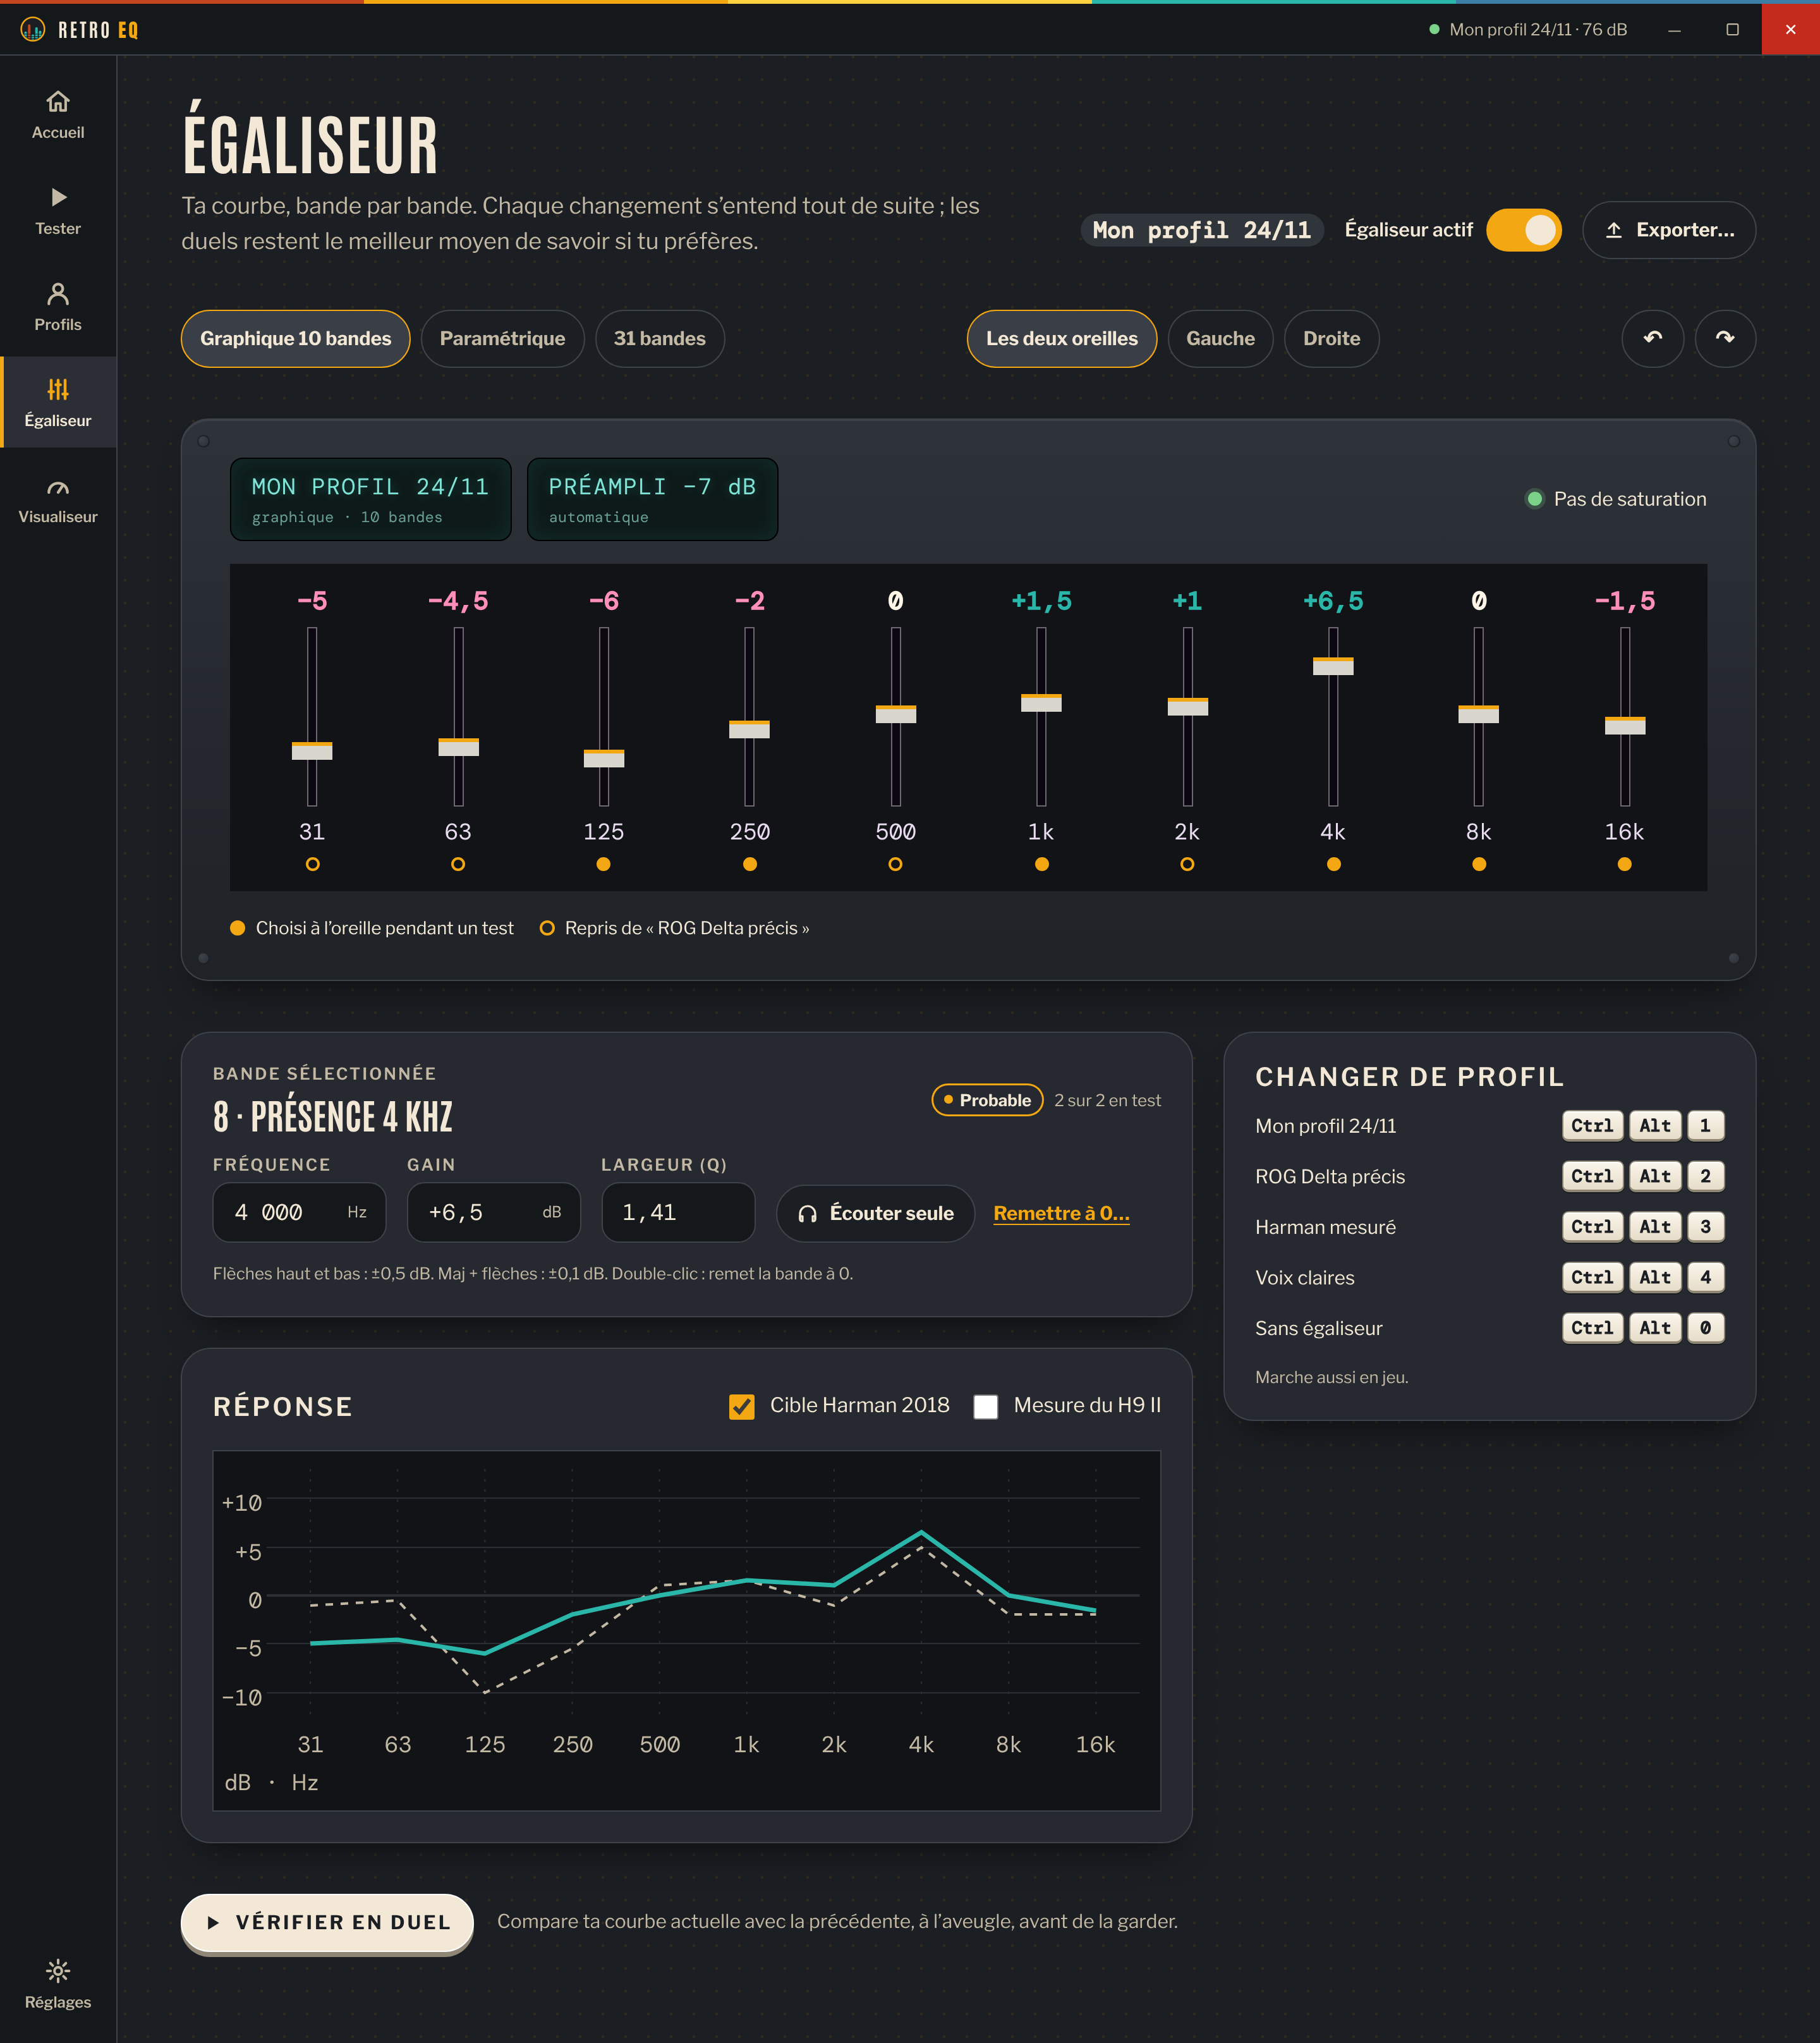 RETRO EQ
Mon profil 24/11 · 76 dB
Accueil
Tester
Profils
Égaliseur
Visualiseur
Réglages
ÉGALISEUR
Ta courbe, bande par bande. Chaque changement s’entend tout de suite ; les
duels restent le meilleur moyen de savoir si tu préfères.
Mon profil 24/11
Égaliseur actif
Exporter…
Graphique 10 bandes
Paramétrique
31 bandes
Les deux oreilles
Gauche
Droite
MON PROFIL 24/11
graphique · 10 bandes
PRÉAMPLI −7 dB
automatique
Pas de saturation
−5 −4,5 −6 −2 0 +1,5 +1 +6,5 0 −1,5
31 63 125 250 500 1k 2k 4k 8k 16k
Choisi à l’oreille pendant un test
Repris de « ROG Delta précis »
BANDE SÉLECTIONNÉE
8 · PRÉSENCE 4 KHZ
Probable
2 sur 2 en test
FRÉQUENCE
GAIN
LARGEUR (Q)
4 000 Hz
+6,5 dB
1,41
Écouter seule
Remettre à 0…
Flèches haut et bas : ±0,5 dB. Maj + flèches : ±0,1 dB. Double-clic : remet la bande à 0.
CHANGER DE PROFIL
Mon profil 24/11 Ctrl Alt 1
ROG Delta précis Ctrl Alt 2
Harman mesuré Ctrl Alt 3
Voix claires Ctrl Alt 4
Sans égaliseur Ctrl Alt 0
Marche aussi en jeu.
RÉPONSE
Cible Harman 2018
Mesure du H9 II
+10
+5
0
−5
−10
31 63 125 250 500 1k 2k 4k 8k 16k
dB · Hz
VÉRIFIER EN DUEL
Compare ta courbe actuelle avec la précédente, à l’aveugle, avant de la garder.